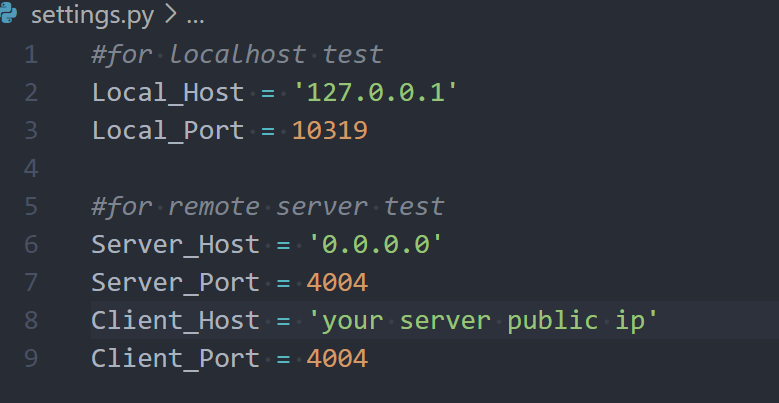 settings.py > ...
1 #for localhost test
2 Local_Host = '127.0.0.1'
3 Local_Port = 10319
4
5 #for remote server test
6 Server_Host = '0.0.0.0'
7 Server_Port = 4004
8 Client_Host = 'your server public ip'
9 Client_Port = 4004